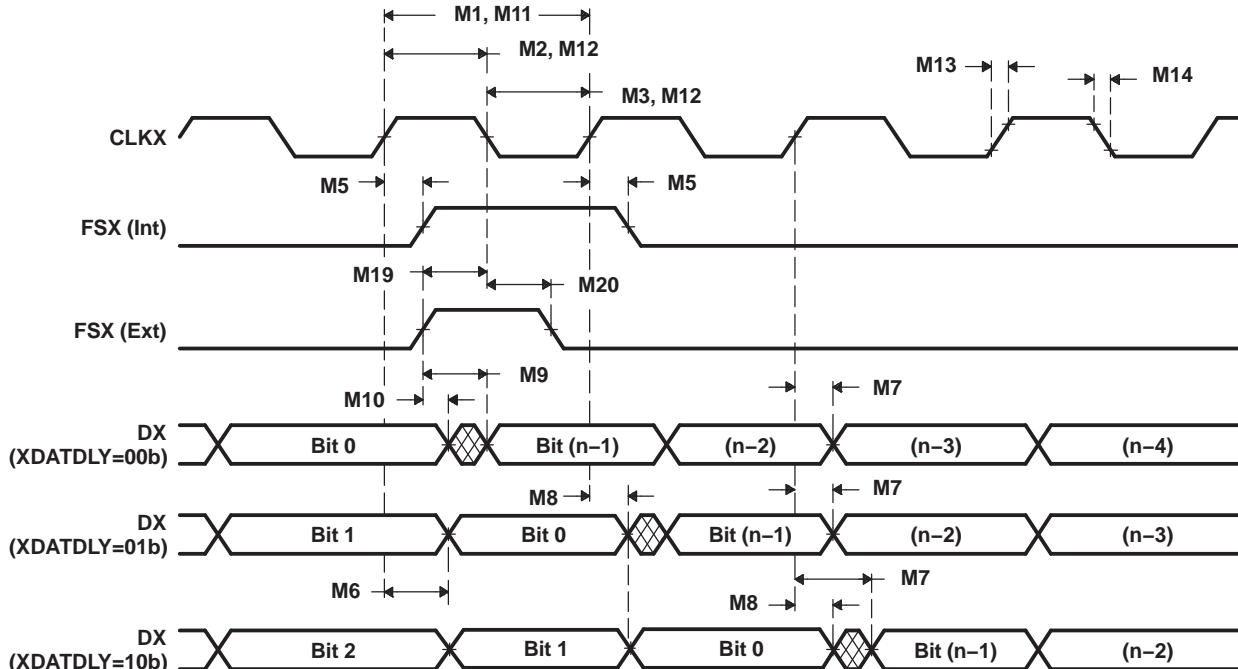 M1, M11
M2, M12
M13
M14
M3, M12
CLKX
M5
M5
FSX (Int)
M19
M20
FSX (Ext)
M9
M10
M7
DX
(XDATDLY=00b)
Bit 0
Bit (n−1)
(n−2)
(n−3)
(n−4)
M8
M7
DX
(XDATDLY=01b)
Bit 1
Bit 0
Bit (n−1)
(n−2)
(n−3)
M6
M7
M8
DX
(XDATDLY=10b)
Bit 2
Bit 1
Bit 0
Bit (n−1)
(n−2)